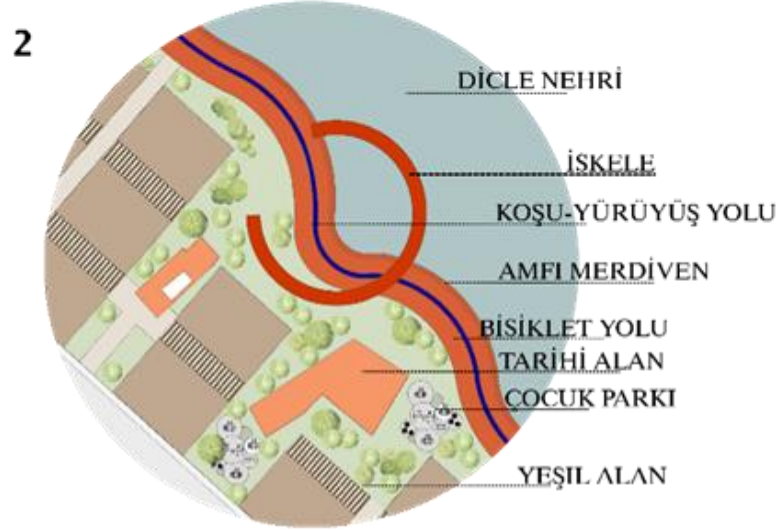 2
DİCLE NEHRİ
İSKELE
KOŞU-YÜRÜYÜŞ YOLU
AMFI MERDİVEN
BİSİKLET YOLU
TARİHİ ALAN
ÇOCUK PARKI
YEŞIL ALAN